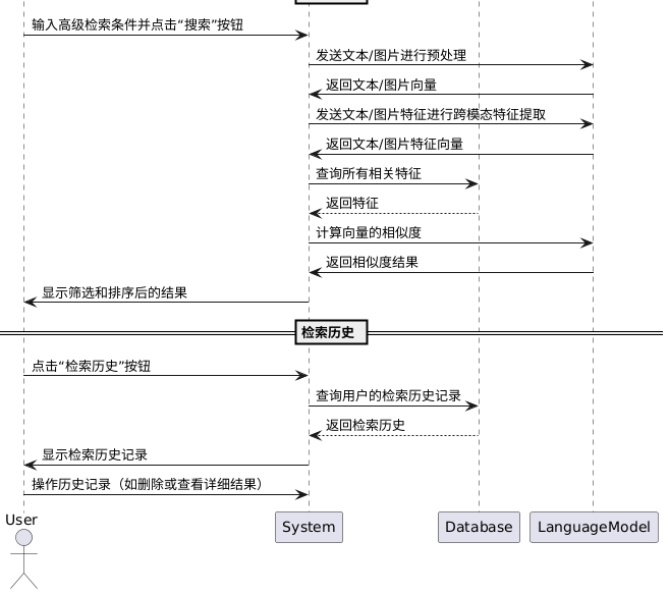 输入高级检索条件并点击“搜索”按钮
发送文本/图片进行预处理
返回文本/图片向量
发送文本/图片特征进行跨模态特征提取
返回文本/图片特征向量
查询所有相关特征
返回特征
计算向量的相似度
返回相似度结果
显示筛选和排序后的结果
检索历史
点击“检索历史”按钮
查询用户的检索历史记录
返回检索历史
显示检索历史记录
操作历史记录（如删除或查看详细结果）
User
System
Database
LanguageModel